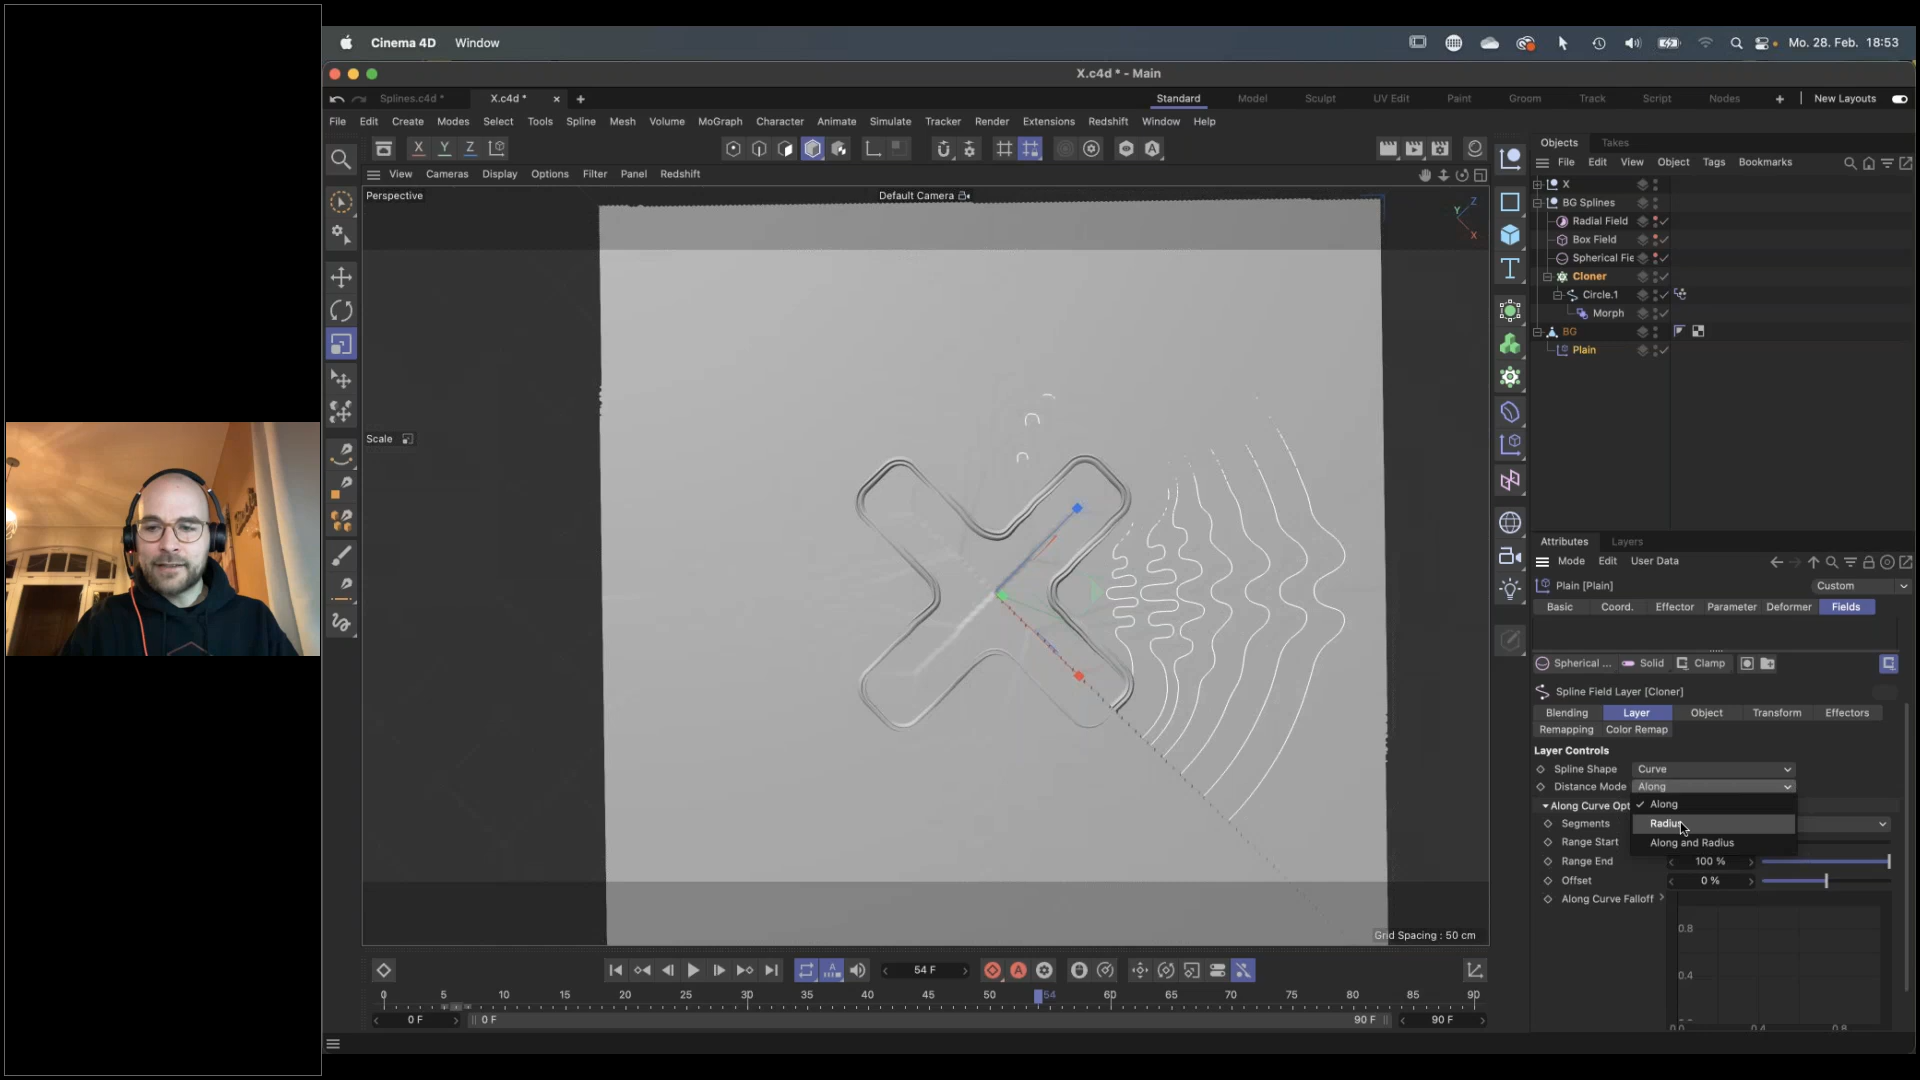 Cinema 4D Window
Mo. 28. Feb. 18:53
X.c4d * - Main
Splines.c4d *
X.c4d *
Standard Model Sculpt UV Edit Paint Groom Track Script Nodes New Layouts
File Edit Create Modes Select Tools Spline Mesh Volume MoGraph Character Animate Simulate Tracker Render Extensions Redshift Window Help
X Y Z
View Cameras Display Options Filter Panel Redshift
Perspective
Default Camera
Z
Y
X
Scale
Grid Spacing : 50 cm
Objects Takes
File Edit View Object Tags Bookmarks
X
BG Splines
Radial Field
Box Field
Spherical Fie
Cloner
Circle.1
Morph
BG
Plain
Attributes Layers
Mode Edit User Data
Plain [Plain] Custom
Basic Coord. Effector Parameter Deformer Fields
Spherical ... Solid Clamp
Spline Field Layer [Cloner]
Blending Layer Object Transform Effectors
Remapping Color Remap
Layer Controls
Spline Shape Curve
Distance Mode Along
Along Curve Opt
Along
Radius
Along and Radius
Segments
Range Start
Range End 100 %
Offset 0 %
Along Curve Falloff
0.8
0.4
0.0 0.4 0.8
54 F
0 5 10 15 20 25 30 35 40 45 50 54 60 65 70 75 80 85 90
0 F 0 F 90 F 90 F